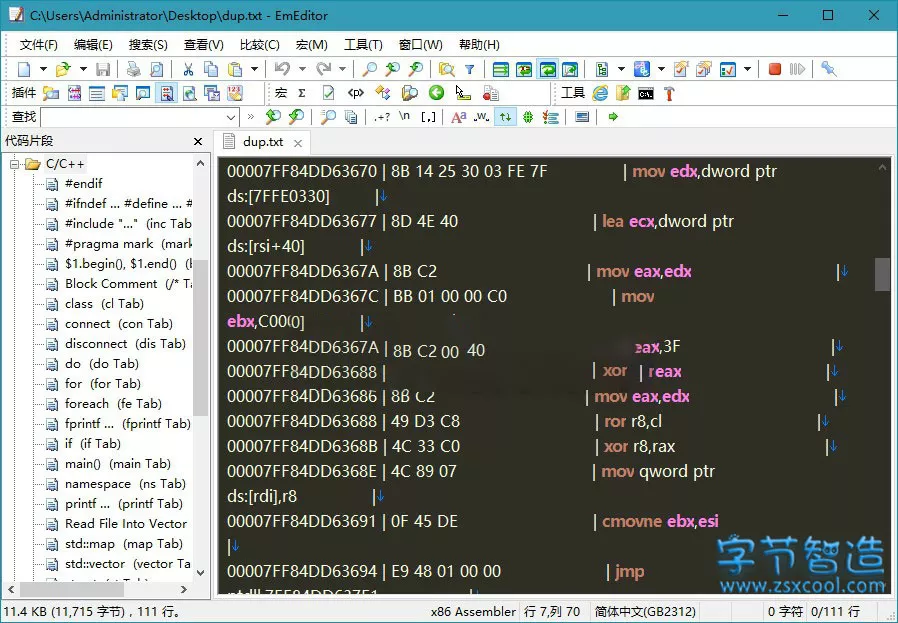 C:\Users\Administrator\Desktop\dup.txt - EmEditor
文件(F) 编辑(E) 搜索(S) 查看(V) 比较(C) 宏(M) 工具(T) 窗口(W) 帮助(H)
插件 宏 Σ <p> 工具
查找 » .+? \n [.] Aa .w.
代码片段 × dup.txt ×
C/C++
#endif
#ifndef ... #define ... #
#include "..." (inc Tab
#pragma mark (mark
$1.begin(), $1.end() (b
Block Comment (/* Ta
class (cl Tab)
connect (con Tab)
disconnect (dis Tab)
do (do Tab)
for (for Tab)
foreach (fe Tab)
fprintf ... (fprintf Tab)
if (if Tab)
main() (main Tab)
namespace (ns Tab)
printf ... (printf Tab)
Read File Into Vector
std::map (map Tab)
std::vector (vector Ta
00007FF84DD63670 | 8B 14 25 30 03 FE 7F | mov edx,dword ptr
ds:[7FFE0330] |↓
00007FF84DD63677 | 8D 4E 40 | lea ecx,dword ptr
ds:[rsi+40] |↓
00007FF84DD6367A | 8B C2 | mov eax,edx |↓
00007FF84DD6367C | BB 01 00 00 C0 | mov
ebx,C00(0] |↓
00007FF84DD6367A | 8B C2 00 40 eax,3F |↓
00007FF84DD63688 | | xor | reax |↓
00007FF84DD63686 | 8B C2 | mov eax,edx |↓
00007FF84DD63688 | 49 D3 C8 | ror r8,cl |↓
00007FF84DD6368B | 4C 33 C0 | xor r8,rax |↓
00007FF84DD6368E | 4C 89 07 | mov qword ptr
ds:[rdi],r8 |↓
00007FF84DD63691 | 0F 45 DE | cmovne ebx,esi
|↓
00007FF84DD63694 | E9 48 01 00 00 | jmp
字节智造
www.zsxcool.com
11.4 KB (11,715 字节)，111 行。 x86 Assembler 行 7,列 70 简体中文(GB2312) 0 字符 0/111 行